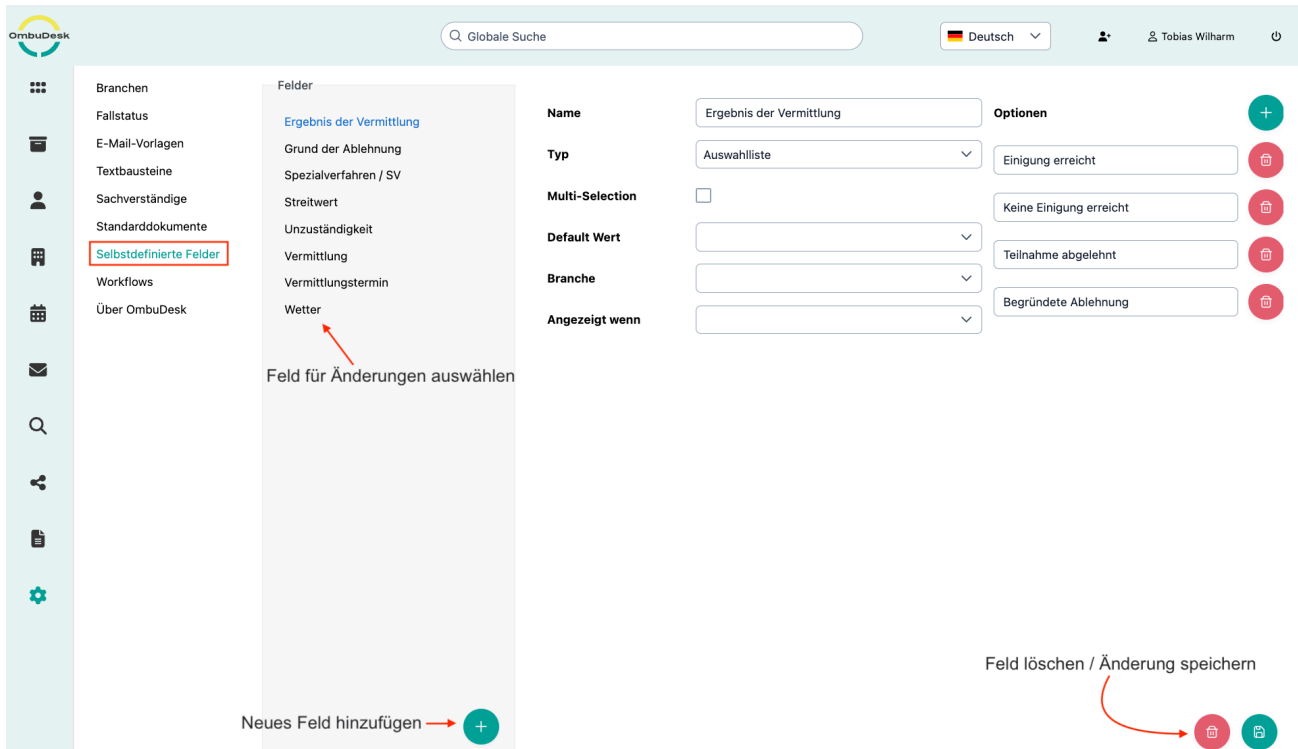 OmbuDesk
Globale Suche
Deutsch
Tobias Wilharm
Branchen
Fallstatus
E-Mail-Vorlagen
Textbausteine
Sachverständige
Standarddokumente
Selbstdefinierte Felder
Workflows
Über OmbuDesk
Felder
Ergebnis der Vermittlung
Grund der Ablehnung
Spezialverfahren / SV
Streitwert
Unzuständigkeit
Vermittlung
Vermittlungstermin
Wetter
Feld für Änderungen auswählen
Neues Feld hinzufügen
Name
Ergebnis der Vermittlung
Typ
Auswahlliste
Multi-Selection
Default Wert
Branche
Angezeigt wenn
Optionen
Einigung erreicht
Keine Einigung erreicht
Teilnahme abgelehnt
Begründete Ablehnung
Feld löschen / Änderung speichern